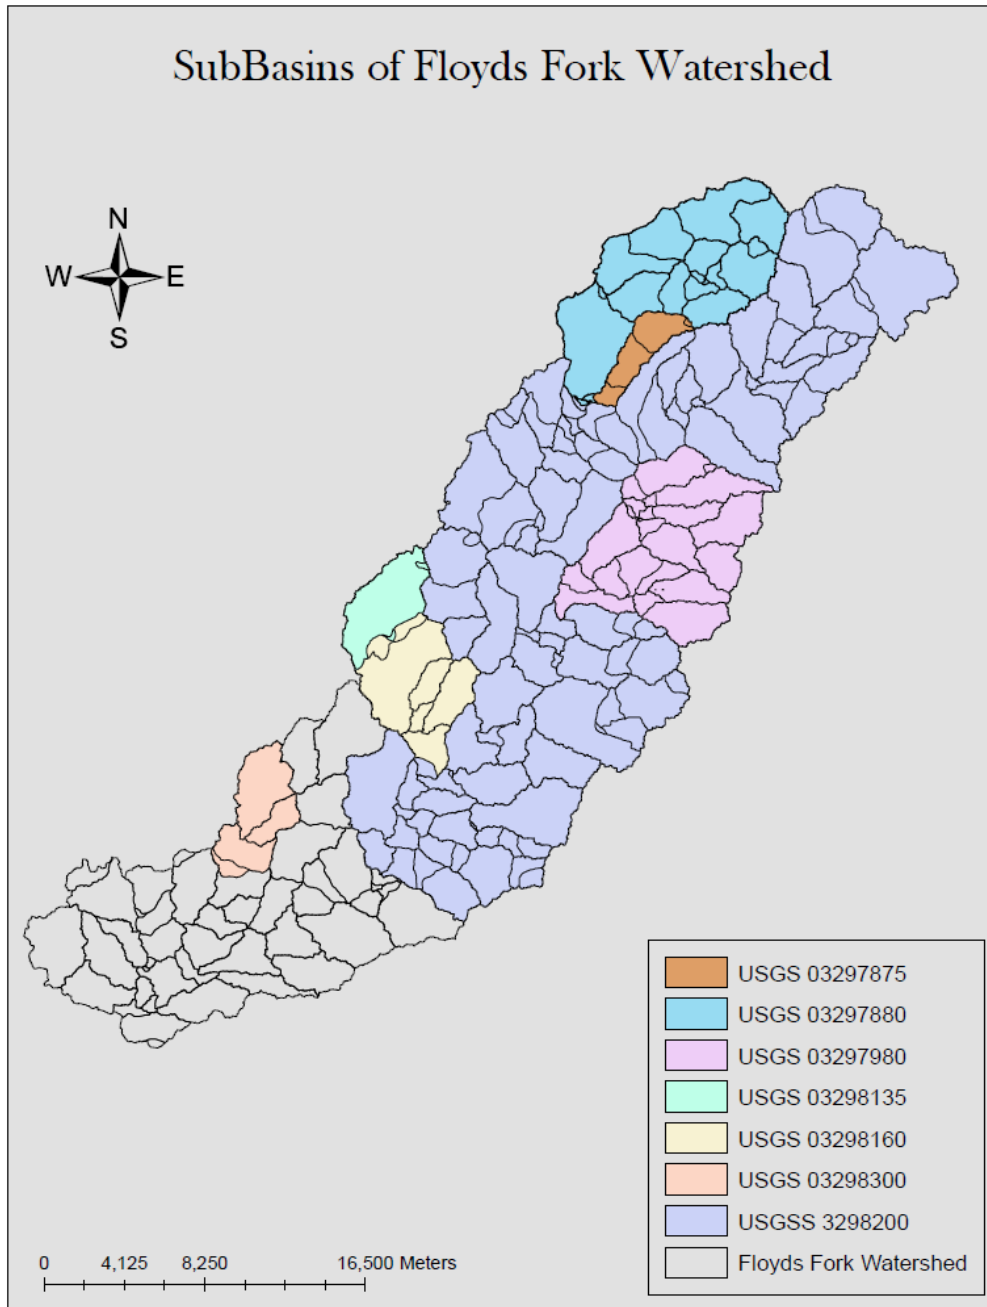 SubBasins of Floyds Fork Watershed
N
W E
S
USGS 03297875
USGS 03297880
USGS 03297980
USGS 03298135
USGS 03298160
USGS 03298300
USGSS 3298200
Floyds Fork Watershed
0 4,125 8,250 16,500 Meters